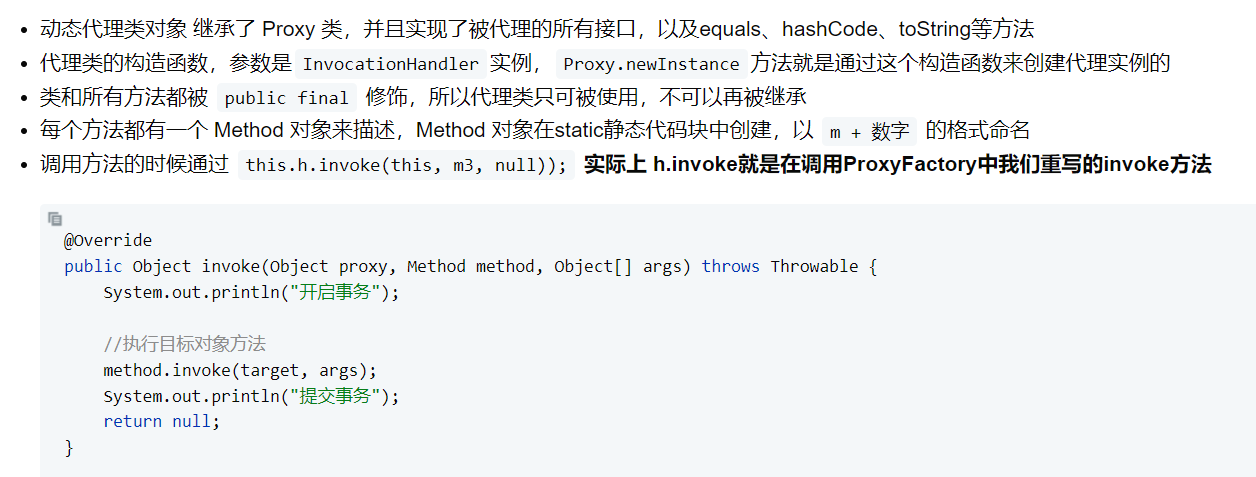 动态代理类对象 继承了 Proxy 类，并且实现了被代理的所有接口，以及equals、hashCode、toString等方法
代理类的构造函数，参数是 InvocationHandler 实例， Proxy.newInstance 方法就是通过这个构造函数来创建代理实例的
类和所有方法都被 public final 修饰，所以代理类只可被使用，不可以再被继承
每个方法都有一个 Method 对象来描述，Method 对象在static静态代码块中创建，以 m + 数字 的格式命名
调用方法的时候通过 this.h.invoke(this, m3, null)); 实际上 h.invoke就是在调用ProxyFactory中我们重写的invoke方法
@Override
public Object invoke(Object proxy, Method method, Object[] args) throws Throwable {
    System.out.println("开启事务");
    //执行目标对象方法
    method.invoke(target, args);
    System.out.println("提交事务");
    return null;
}